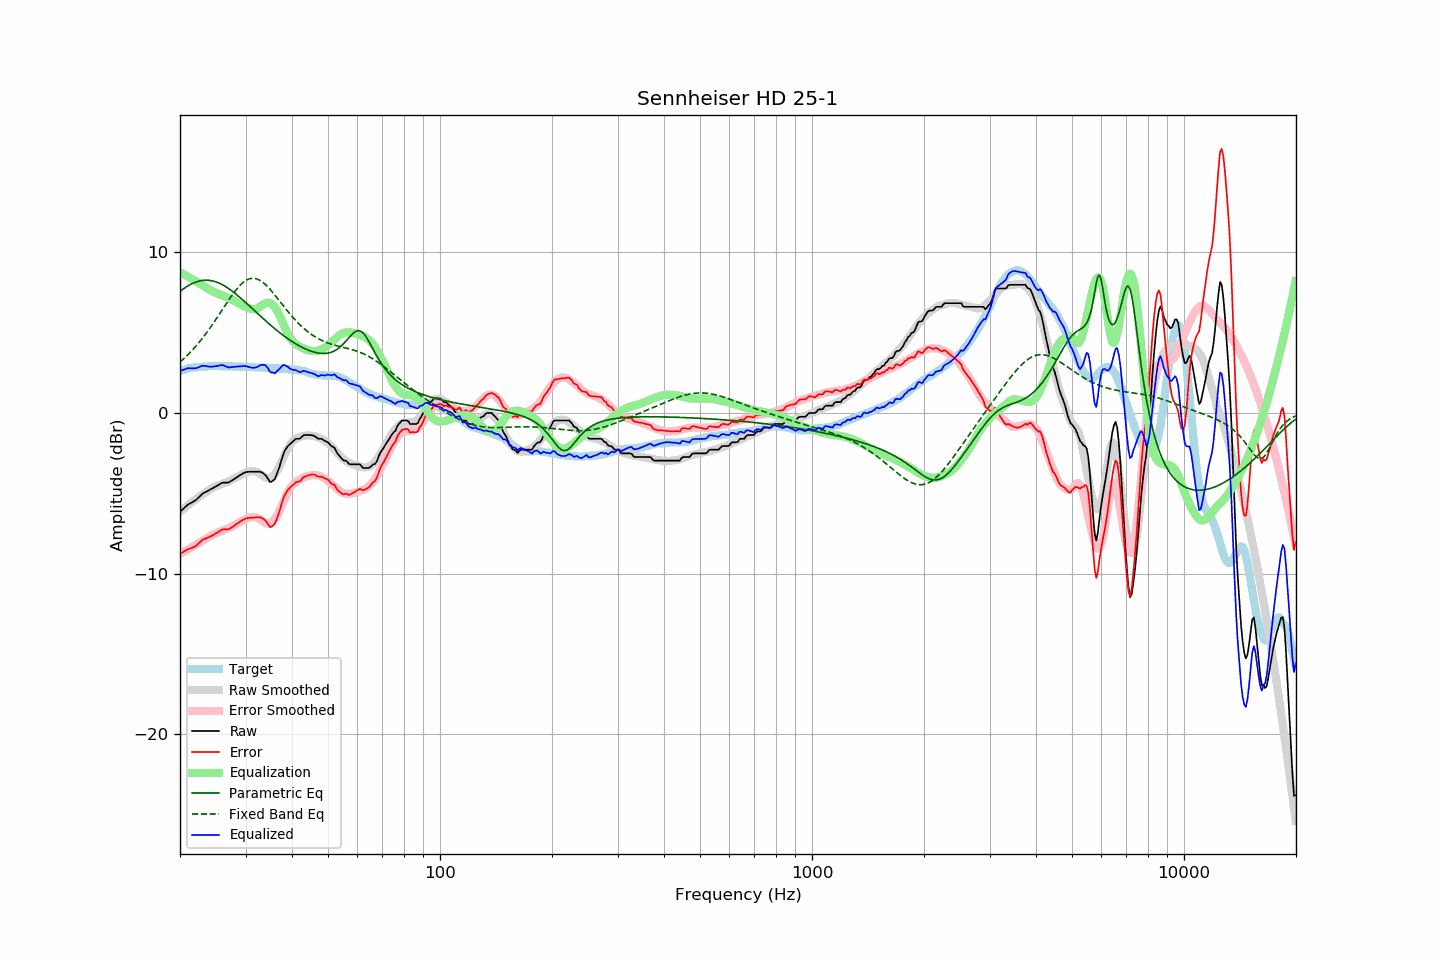 Sennheiser HD 25-1
Amplitude (dBr)
10
0
−10
−20
Target
Raw Smoothed
Error Smoothed
Raw
Error
Equalization
Parametric Eq
Fixed Band Eq
Equalized
100
1000
10000
Frequency (Hz)